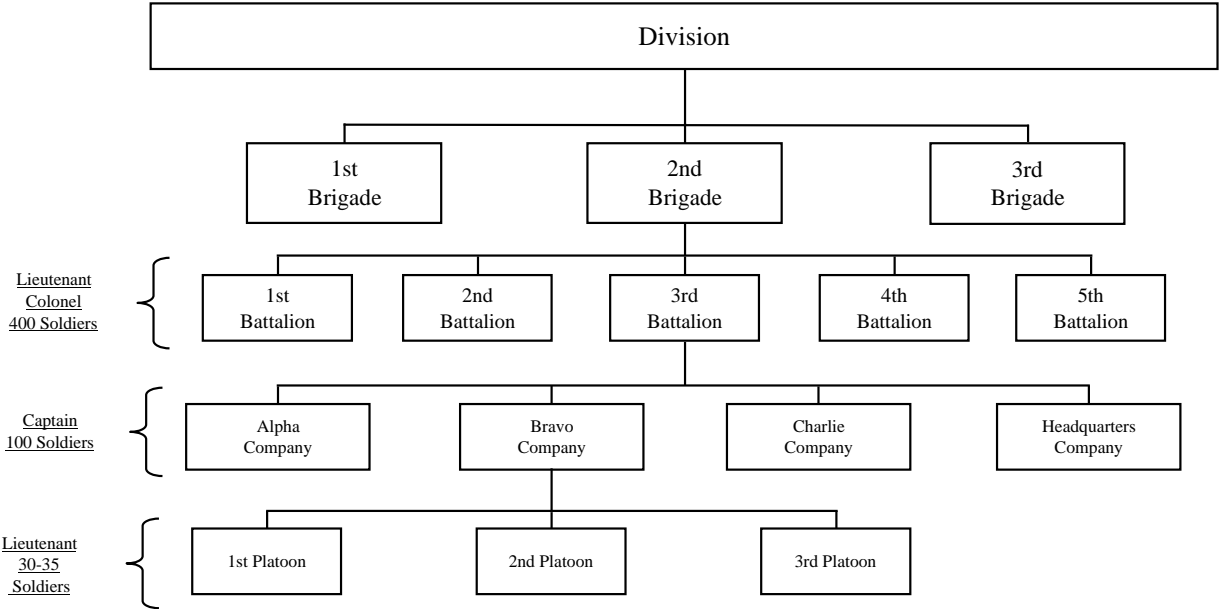 Division
1st
Brigade
2nd
Brigade
3rd
Brigade
Lieutenant
Colonel
400 Soldiers
1st
Battalion
2nd
Battalion
3rd
Battalion
4th
Battalion
5th
Battalion
Captain
100 Soldiers
Alpha
Company
Bravo
Company
Charlie
Company
Headquarters
Company
Lieutenant
30-35
Soldiers
1st Platoon
2nd Platoon
3rd Platoon